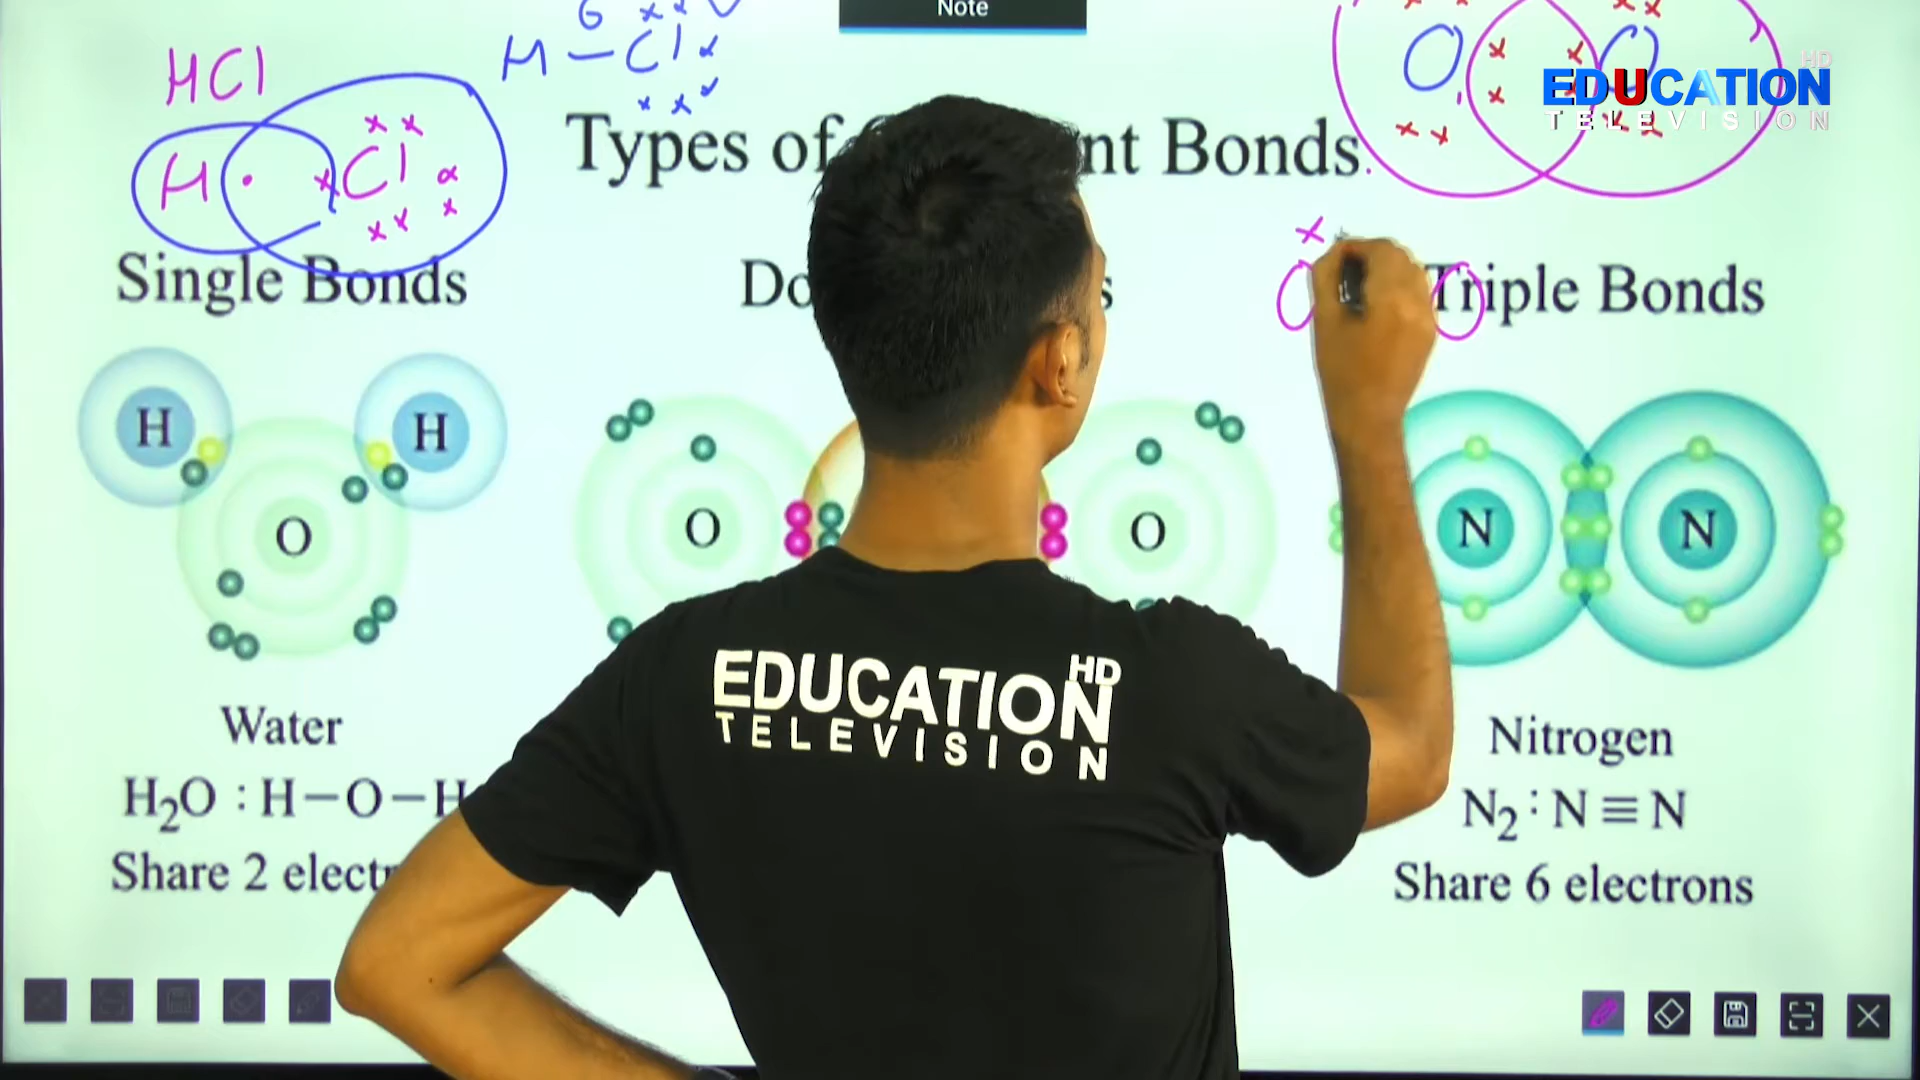 Note
HCl
H — Cl
O O
HD
EDUCATION
TELEVISION
H Cl
Types of nt Bonds
Single Bonds
Do s
Triple Bonds
O O
H H
O
O
O
N N
EDUCATION HD
TELEVISION
Water
H₂O : H—O—H
Share 2 elect
Nitrogen
N₂ : N≡N
Share 6 electrons